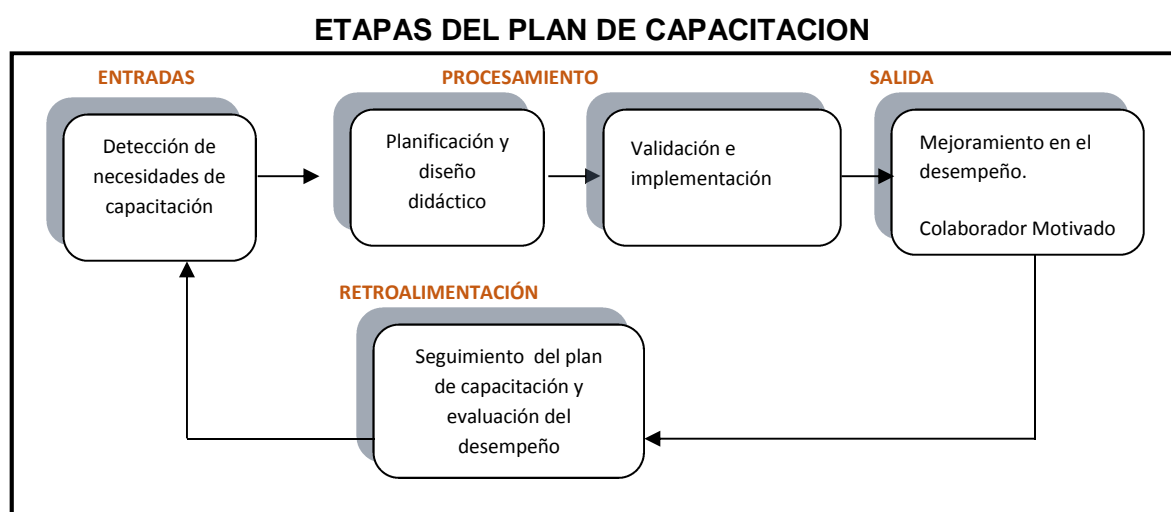 ETAPAS DEL PLAN DE CAPACITACION
ENTRADAS
PROCESAMIENTO
SALIDA
Detección de
necesidades de
capacitación
Planificación y
diseño
didáctico
Validación e
implementación
Mejoramiento en el
desempeño.
Colaborador Motivado
RETROALIMENTACIÓN
Seguimiento del plan
de capacitación y
evaluación del
desempeño